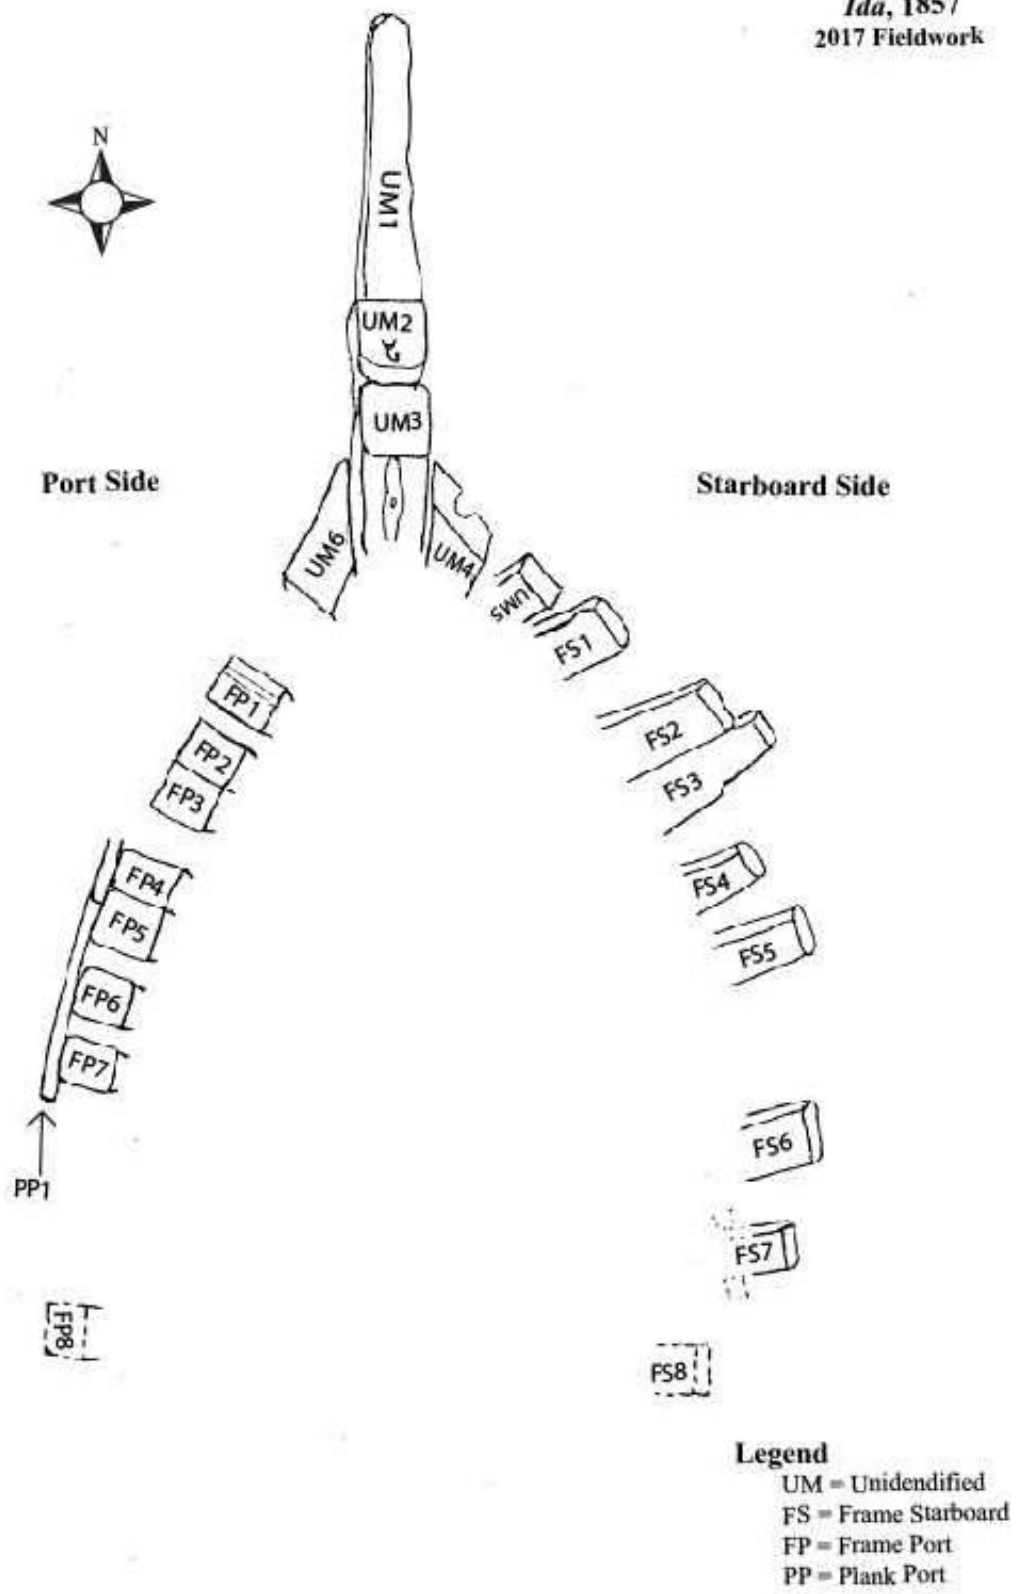 Ida, 1857
2017 Fieldwork
N
UM1
UM2
UM3
Port Side
Starboard Side
UM6
UM4
UM5
FS1
FP1
FS2
FP2
FS3
FP3
FP4
FS4
FP5
FS5
FP6
FP7
FS6
PP1
FS7
FP8
FS8
Legend
UM = Unidendified
FS = Frame Starboard
FP = Frame Port
PP = Plank Port